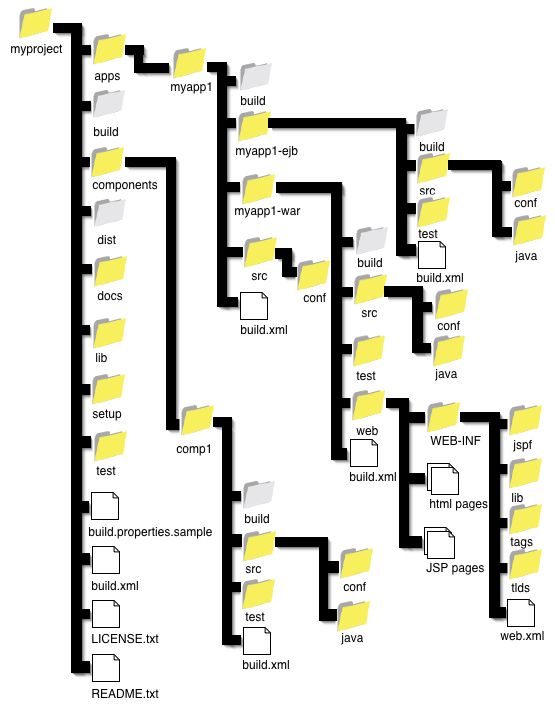 myproject
apps
myapp1
build
build
myapp1-ejb
build
components
src
conf
myapp1-war
test
dist
build
java
src
build.xml
docs
conf
src
conf
build.xml
lib
test
java
setup
web
WEB-INF
jspf
comp1
test
build.xml
lib
html pages
build
build.properties.sample
tags
src
JSP pages
build.xml
conf
tlds
test
LICENSE.txt
java
web.xml
build.xml
README.txt